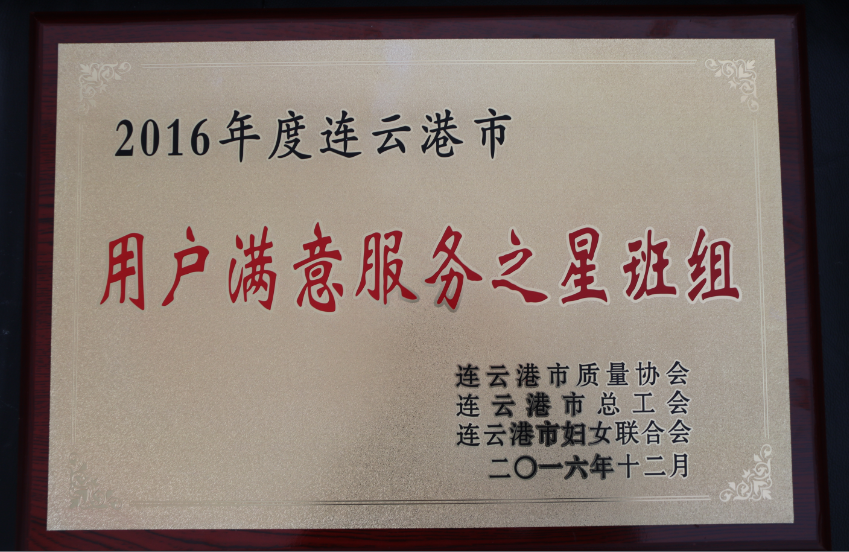 2016年度连云港市
用户满意服务之星班组
连云港市质量协会
连云港市总工会
连云港市妇女联合会
二〇一六年十二月